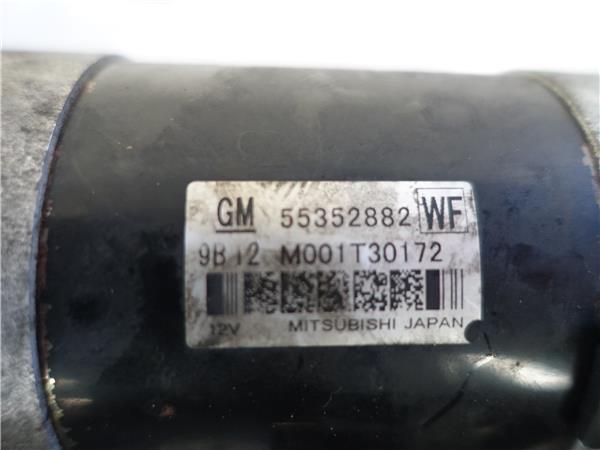 GM 55352882 WF
9B12 M001T30172
12V MITSUBISHI JAPAN